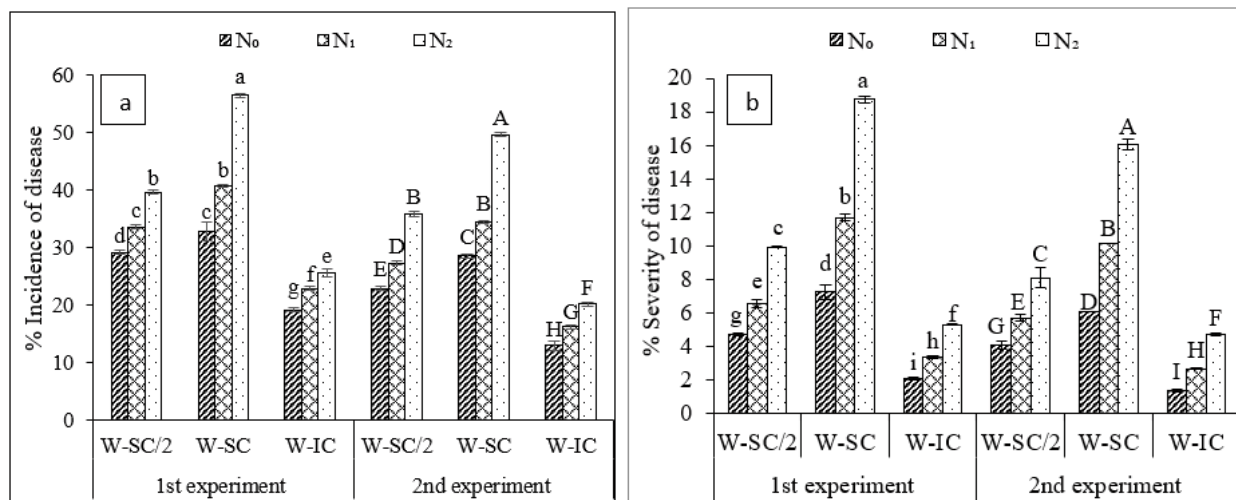 N₀ N₁ N₂
a
% Incidence of disease
60
50
40
30
20
10
0
d c b c b a g f e E D B C B A H G F
W-SC/2 W-SC W-IC W-SC/2 W-SC W-IC
1st experiment 2nd experiment
N₀ N₁ N₂
b
% Severity of disease
20
18
16
14
12
10
8
6
4
2
0
g e c d b a i h f G E C D B A I H F
W-SC/2 W-SC W-IC W-SC/2 W-SC W-IC
1st experiment 2nd experiment